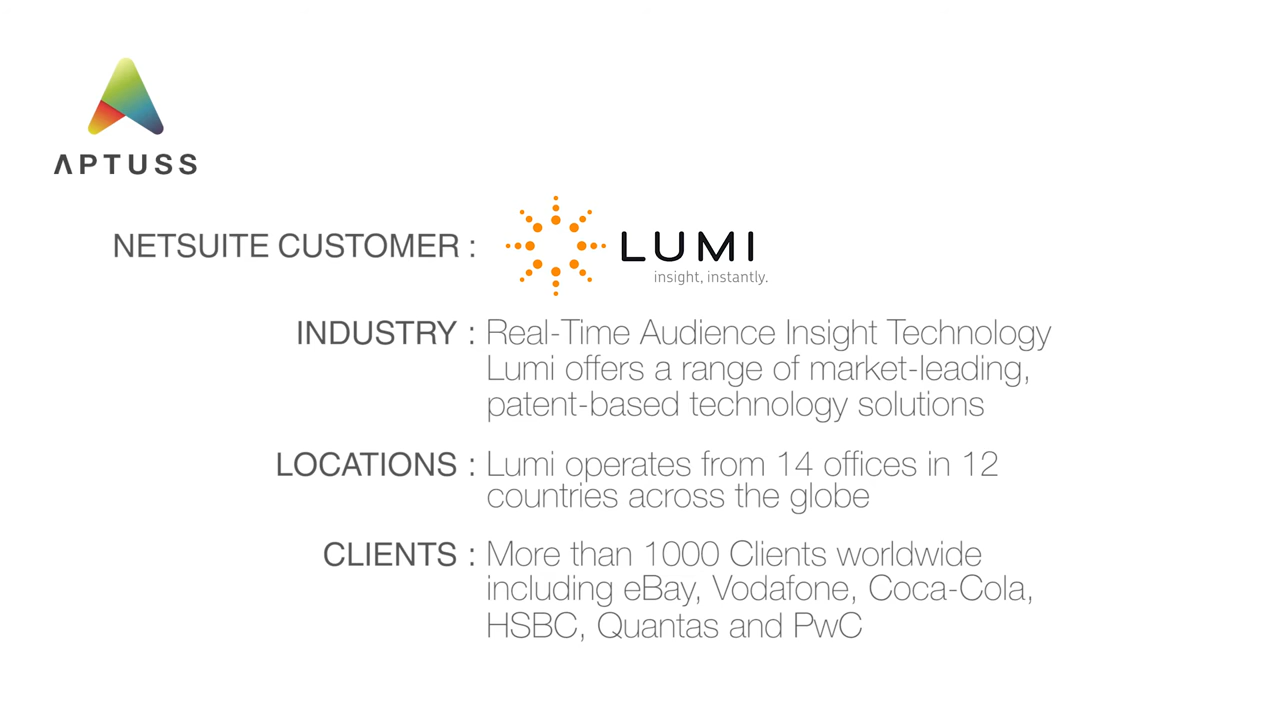 APTUSS
NETSUITE CUSTOMER : LUMI
insight, instantly.
INDUSTRY : Real-Time Audience Insight Technology
Lumi offers a range of market-leading,
patent-based technology solutions
LOCATIONS : Lumi operates from 14 offices in 12
countries across the globe
CLIENTS : More than 1000 Clients worldwide
including eBay, Vodafone, Coca-Cola,
HSBC, Quantas and PwC